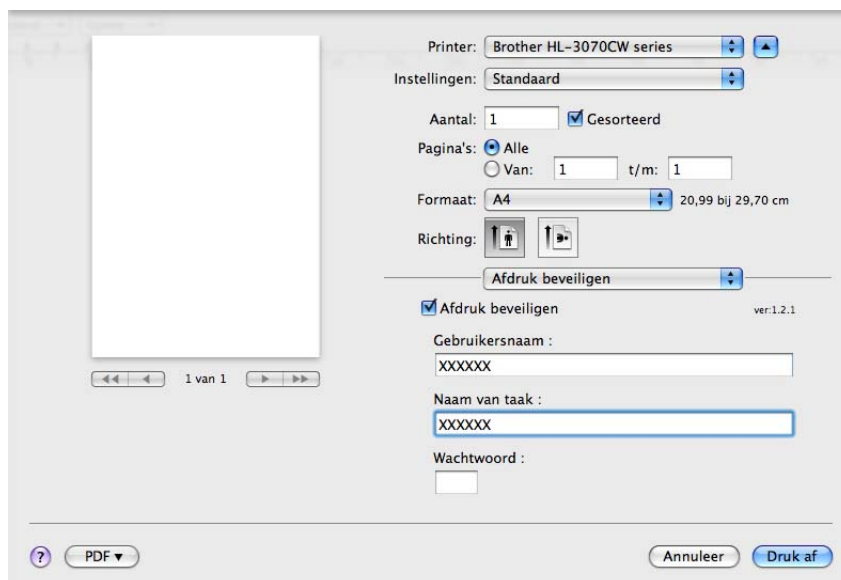 Printer: Brother HL-3070CW series
Instellingen: Standaard
Aantal: 1 Gesorteerd
Pagina's: Alle
Van: 1 t/m: 1
Formaat: A4 20,99 bij 29,70 cm
Richting:
Afdruk beveiligen
Afdruk beveiligen ver:1.2.1
Gebruikersnaam :
XXXXXX
Naam van taak :
XXXXXX
Wachtwoord :
1 van 1
? PDF▼ Annuleer Druk af